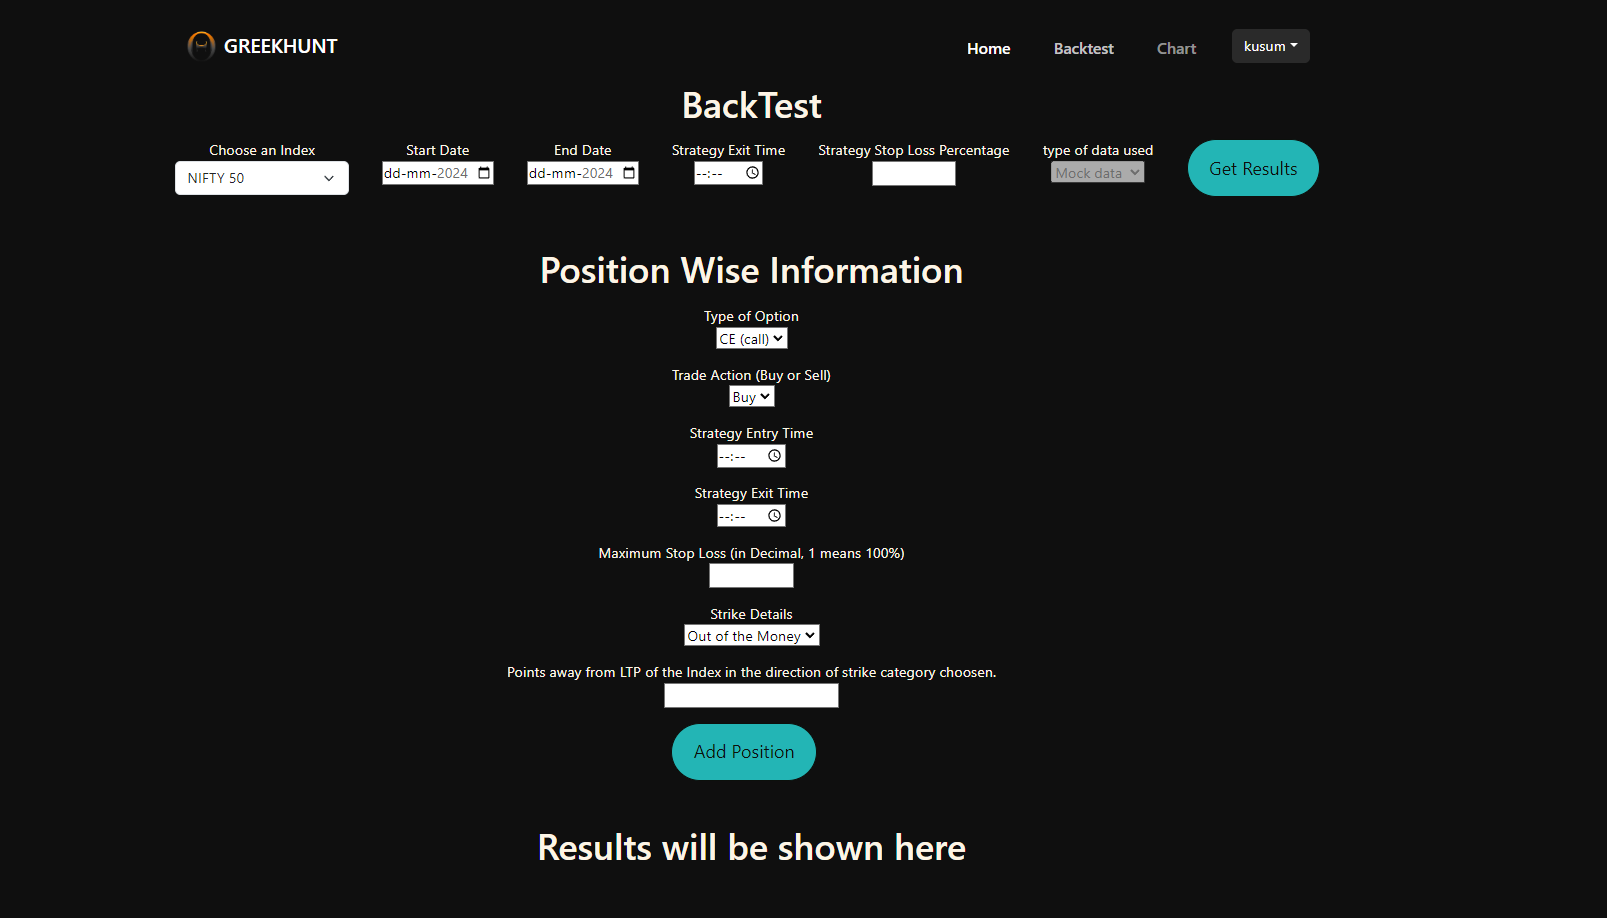 GREEKHUNT
Home Backtest Chart kusum
BackTest
Choose an Index Start Date End Date Strategy Exit Time Strategy Stop Loss Percentage type of data used
NIFTY 50 dd-mm-2024 dd-mm-2024 --:-- Mock data Get Results
Position Wise Information
Type of Option
CE (call)
Trade Action (Buy or Sell)
Buy
Strategy Entry Time
--:--
Strategy Exit Time
--:--
Maximum Stop Loss (in Decimal, 1 means 100%)
Strike Details
Out of the Money
Points away from LTP of the Index in the direction of strike category choosen.
Add Position
Results will be shown here